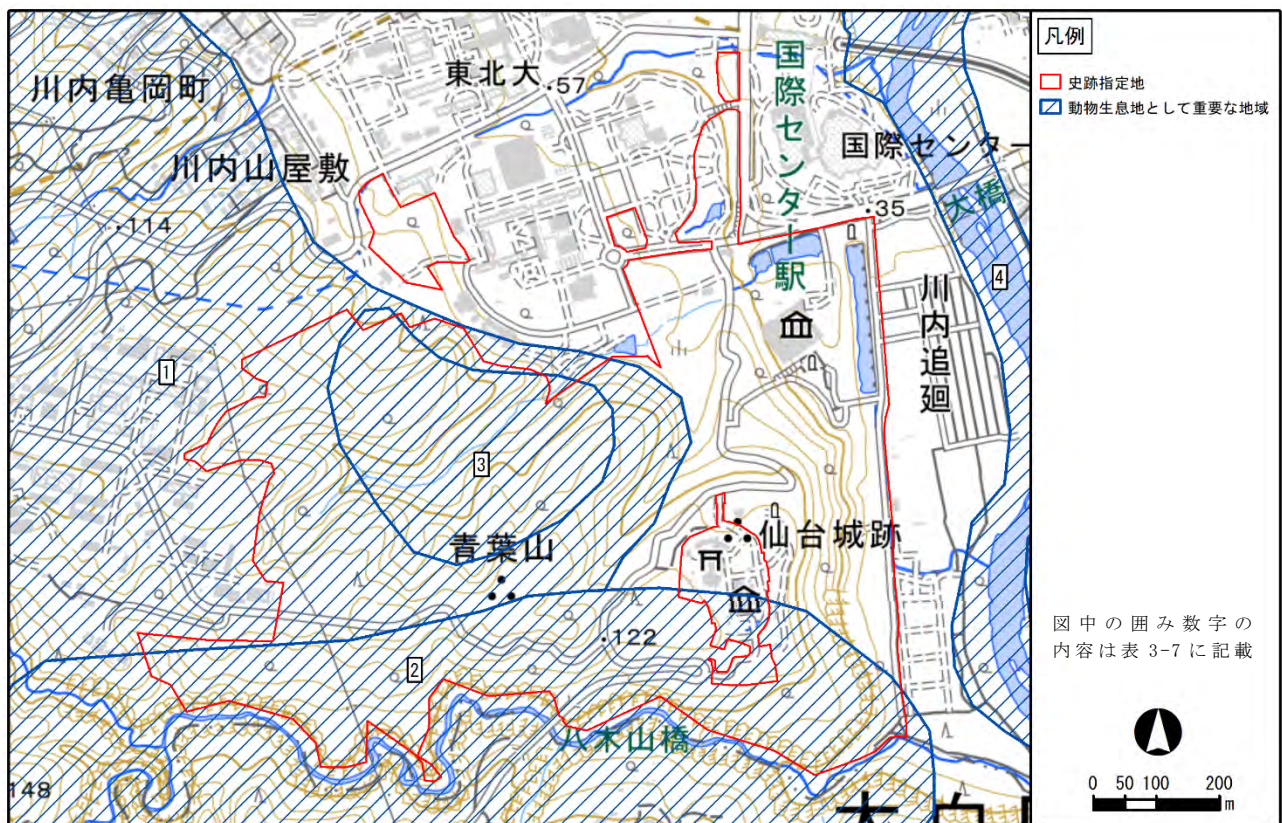 川内亀岡町
東北大
57
国際センター駅
国際センター
川内山屋敷
大橋
35
114
4
川内追廻
1
3
青葉山
仙台城跡
122
2
八木山橋
148
凡例
史跡指定地
動物生息地として重要な地域
図中の囲み数字の
内容は表 3-7 に記載
0 50 100 200
m